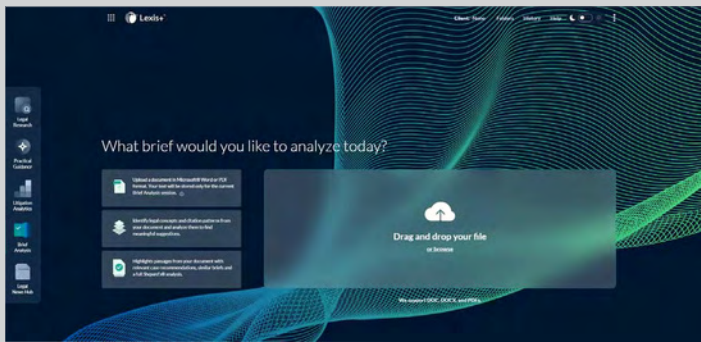 Lexis+
Client: None Folders History Help
Legal
Research
Practical
Guidance
Litigation
Analytics
Brief
Analysis
Legal
News Hub
What brief would you like to analyze today?
Upload a document in Microsoft® Word or PDF
format. Your text will be stored only for the current
Brief Analysis session.
Identify legal concepts and citation patterns from
your document and analyze them to find
meaningful suggestions.
Highlights passages from your document with
relevant case recommendations, similar briefs and
a full Shepard's® analysis.
Drag and drop your file
or browse
We support DOC, DOCX, and PDFs.